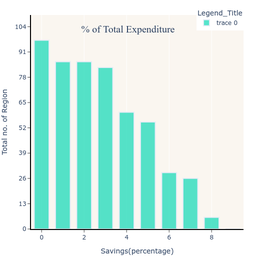 Legend_Title
trace 0
% of Total Expenditure
104
91
78
65
52
39
26
13
0
Total no. of Region
0
2
4
6
8
Savings{percentage}